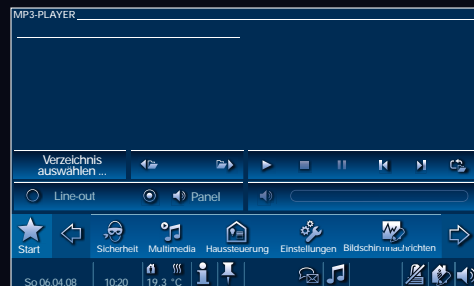 MP3-PLAYER
Verzeichnis
auswählen ...
Line-out
Panel
Start
Sicherheit
Multimedia
Haussteuerung
Einstellungen
Bildschirmnachrichten
So 06.04.08
10:20
19,3 °C